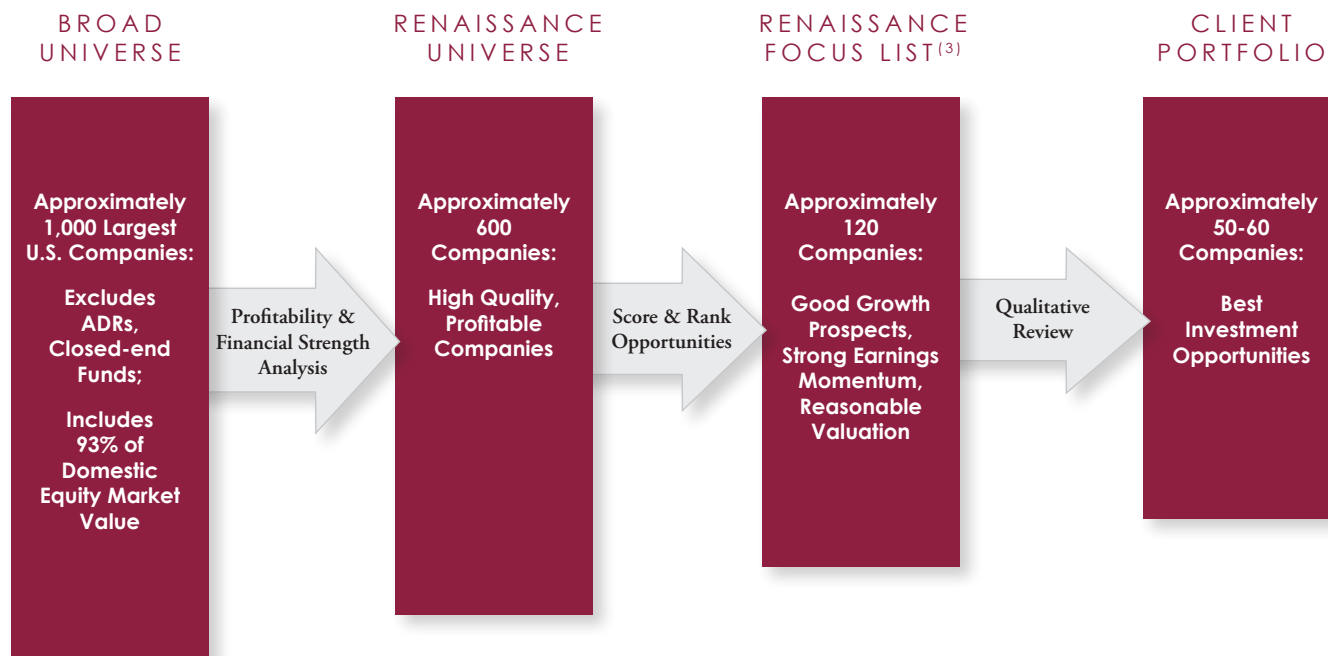 BROAD
UNIVERSE
Approximately
1,000 Largest
U.S. Companies:
Excludes
ADRs,
Closed-end
Funds;
Includes
93% of
Domestic
Equity Market
Value
Profitability &
Financial Strength
Analysis
RENAISSANCE
UNIVERSE
Approximately
600
Companies:
High Quality,
Profitable
Companies
Score & Rank
Opportunities
RENAISSANCE
FOCUS LIST(3)
Approximately
120
Companies:
Good Growth
Prospects,
Strong Earnings
Momentum,
Reasonable
Valuation
Qualitative
Review
CLIENT
PORTFOLIO
Approximately
50-60
Companies:
Best
Investment
Opportunities